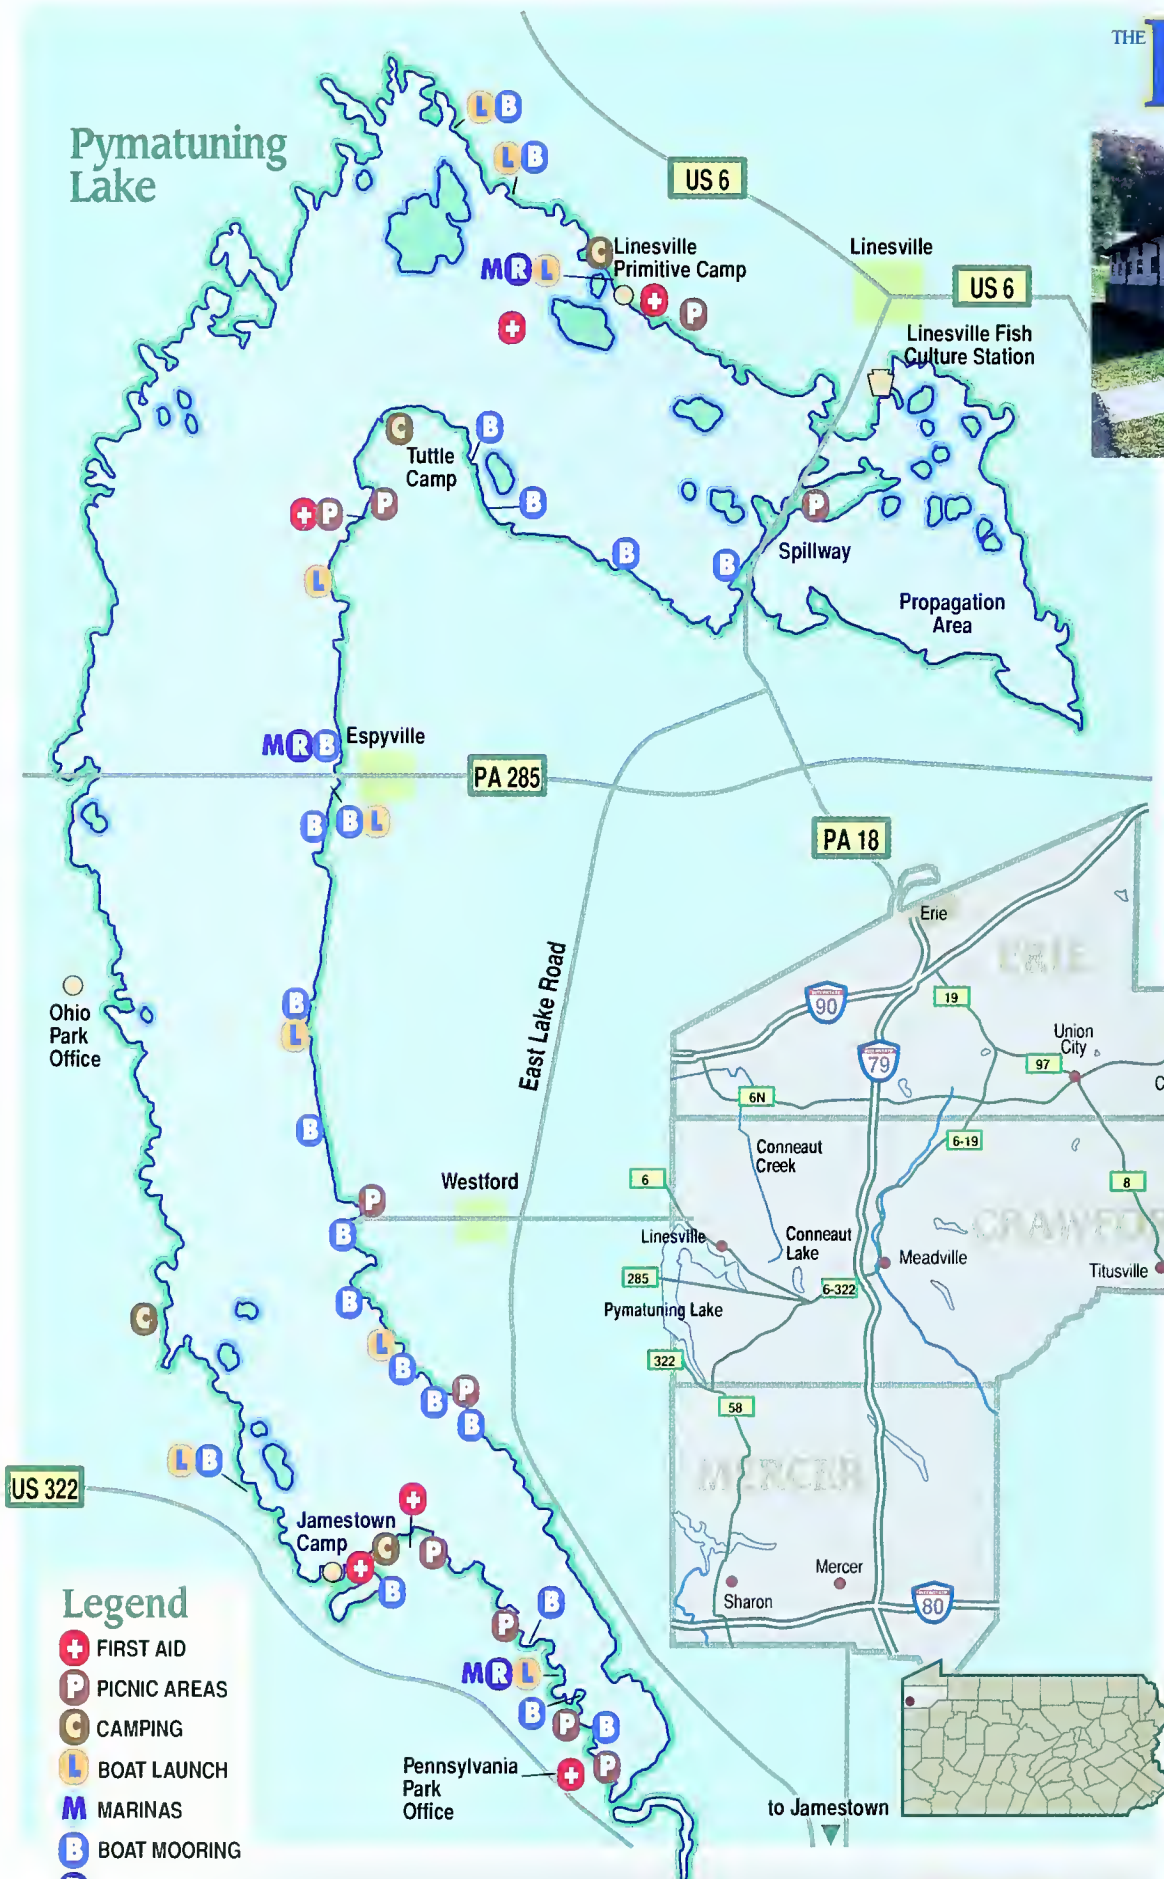 THE
Pymatuning
Lake
L B
L B
US 6
C Linesville
Primitive Camp
M R L
P
Linesville
US 6
Linesville Fish
Culture Station
C
Tuttle
Camp
B
B
P P
L
B
B
P
Spillway
Propagation
Area
M R B
Espyville
PA 285
B B L
PA 18
Ohio
Park
Office
B
L
B
East Lake Road
Westford
P
B
B
C
L
B
B
P
B
L B
US 322
Jamestown
Camp
C
P
B
P
B
M R L
B
P B
P
Pennsylvania
Park
Office
to Jamestown
Erie
ERIE
90
19
79
Union
City
97
6N
6-19
Conneaut
Creek
8
6
Linesville
Conneaut
Lake
Meadville
Titusville
285
6-322
Pymatuning Lake
322
58
MERCER
Mercer
Sharon
80
Legend
FIRST AID
P PICNIC AREAS
C CAMPING
L BOAT LAUNCH
M MARINAS
B BOAT MOORING